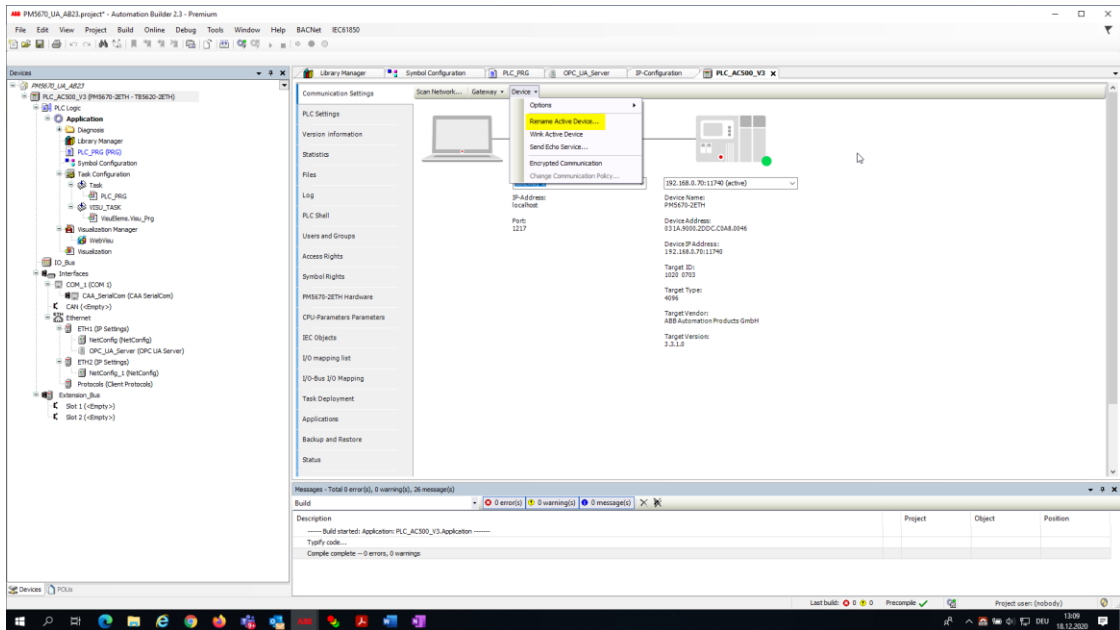 PM5670_UA_AB23.project* - Automation Builder 2.3 - Premium
File Edit View Project Build Online Debug Tools Window Help BACNet IEC61850
Devices
Library Manager Symbol Configuration PLC_PRG OPC_UA_Server IP-Configuration PLC_AC500_V3
PM5670_UA_AB23
PLC_AC500_V3 (PM5670-2ETH - TB5620-2ETH)
PLC Logic
Application
Diagnosis
Library Manager
PLC_PRG (PRG)
Symbol Configuration
Task Configuration
Task
PLC_PRG
VISU_TASK
VisuElems.Visu_Prg
Visualization Manager
WebVisu
Visualization
IO_Bus
Interfaces
COM_1 (COM 1)
CAA_SerialCom (CAA SerialCom)
CAN (<Empty>)
Ethernet
ETH1 (IP Settings)
NetConfig (NetConfig)
OPC_UA_Server (OPC UA Server)
ETH2 (IP Settings)
NetConfig_1 (NetConfig)
Protocols (Client Protocols)
Extension_Bus
Slot 1 (<Empty>)
Slot 2 (<Empty>)
Communication Settings
PLC Settings
Version information
Statistics
Files
Log
PLC Shell
Users and Groups
Access Rights
Symbol Rights
PM5670-2ETH Hardware
CPU-Parameters Parameters
IEC Objects
I/O mapping list
I/O-Bus I/O Mapping
Task Deployment
Applications
Backup and Restore
Status
Scan Network... Gateway Device
Options
Rename Active Device...
Wink Active Device
Send Echo Service...
Encrypted Communication
Change Communication Policy...
IP-Address:
localhost
Port:
1217
192.168.0.70:11740 (active)
Device Name:
PM5670-2ETH
Device Address:
031A.9000.2DDC.C0A8.0046
Device IP Address:
192.168.0.70:11740
Target ID:
1020 0703
Target Type:
4096
Target Vendor:
ABB Automation Products GmbH
Target Version:
3.3.1.0
Messages - Total 0 error(s), 0 warning(s), 26 message(s)
Build 0 error(s) 0 warning(s) 0 message(s)
Description Project Object Position
------ Build started: Application: PLC_AC500_V3.Application -------
Typify code...
Compile complete -- 0 errors, 0 warnings
Devices POUs
Last build: 0 0 Precompile Project user: (nobody)
DEU 13:09
18.12.2020